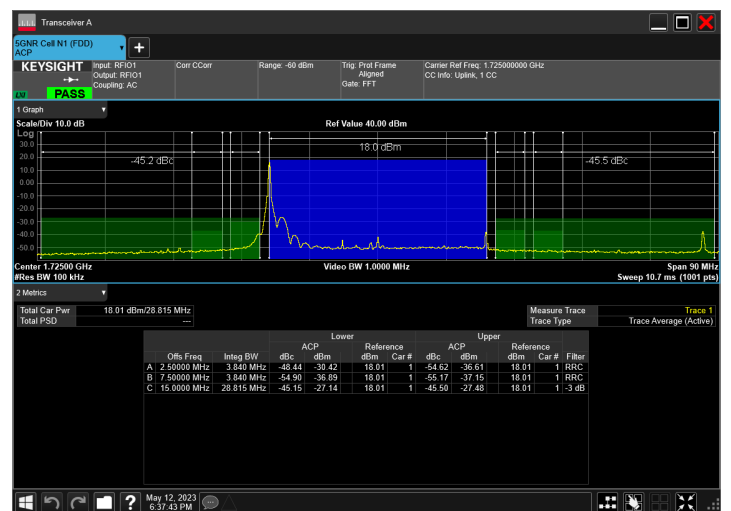 Transceiver A
5GNR Cell N1 (FDD)
ACP
KEYSIGHT
LXI
PASS
Input: RFIO1
Output: RFIO1
Coupling: AC
Corr CCorr
Range: -60 dBm
Trig: Prot Frame
Aligned
Gate: FFT
Carrier Ref Freq: 1.725000000 GHz
CC Info: Uplink, 1 CC
1 Graph
Scale/Div 10.0 dB
Ref Value 40.00 dBm
Log
30.0
20.0
10.0
0.00
-10.0
-20.0
-30.0
-40.0
-50.0
-45.2 dBc
18.0 dBm
-45.5 dBc
Center 1.72500 GHz
#Res BW 100 kHz
Video BW 1.0000 MHz
Span 90 MHz
Sweep 10.7 ms (1001 pts)
2 Metrics
Total Car Pwr 18.01 dBm/28.815 MHz
Total PSD ---
Measure Trace Trace 1
Trace Type Trace Average (Active)
Lower Upper
ACP Reference ACP Reference
Offs Freq Integ BW dBc dBm dBm Car # dBc dBm dBm Car # Filter
A 2.50000 MHz 3.840 MHz -48.44 -30.42 18.01 1 -54.62 -36.61 18.01 1 RRC
B 7.50000 MHz 3.840 MHz -54.90 -36.89 18.01 1 -55.17 -37.15 18.01 1 RRC
C 15.0000 MHz 28.815 MHz -45.15 -27.14 18.01 1 -45.50 -27.48 18.01 1 -3 dB
?
May 12, 2023
6:37:43 PM